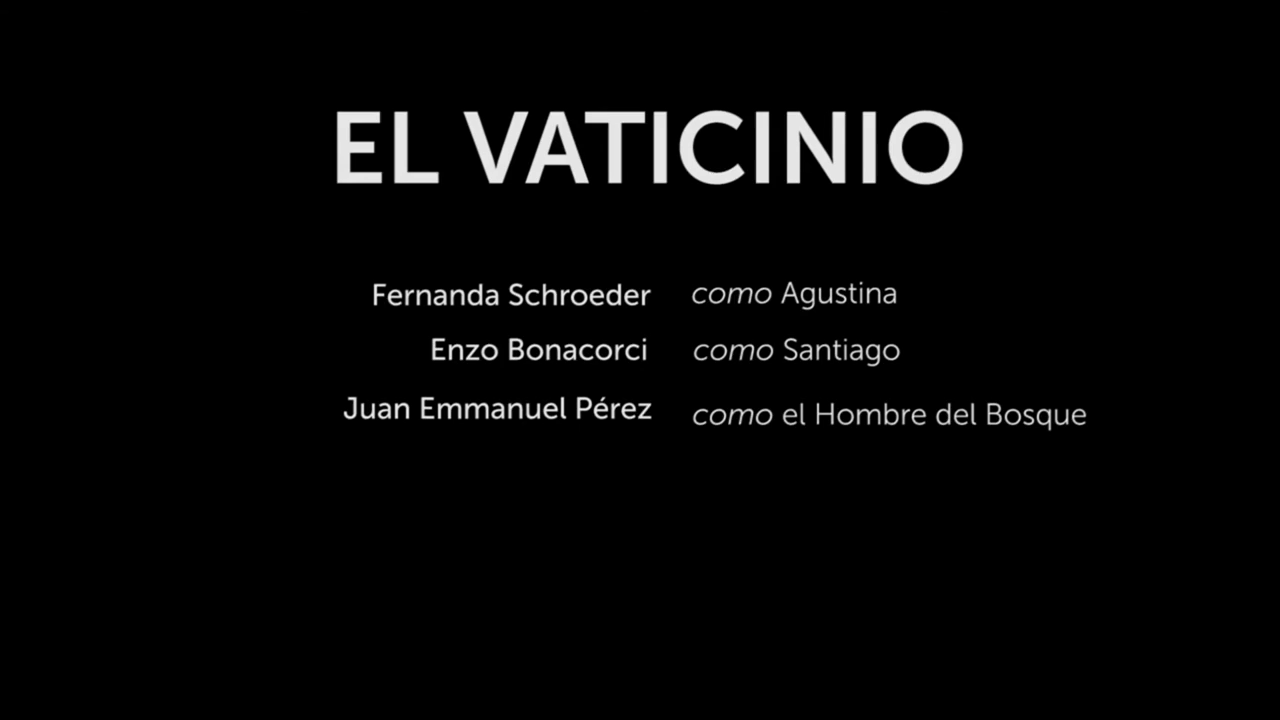 EL VATICINIO
Fernanda Schroeder como Agustina
Enzo Bonacorci como Santiago
Juan Emmanuel Pérez como el Hombre del Bosque